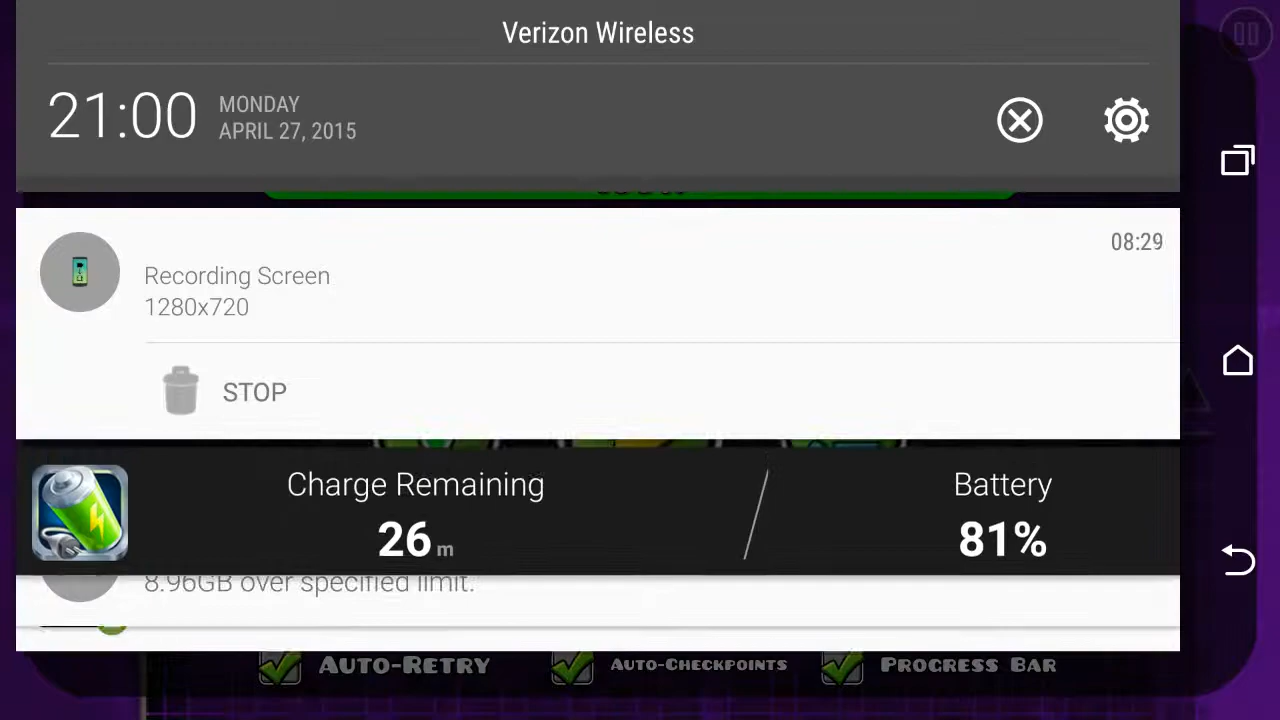 Verizon Wireless
21:00
MONDAY
APRIL 27, 2015
08:29
Recording Screen
1280x720
STOP
Charge Remaining
26 m
Battery
81%
8.96GB over specified limit.
AUTO-RETRY
AUTO-CHECKPOINTS
PROGRESS BAR